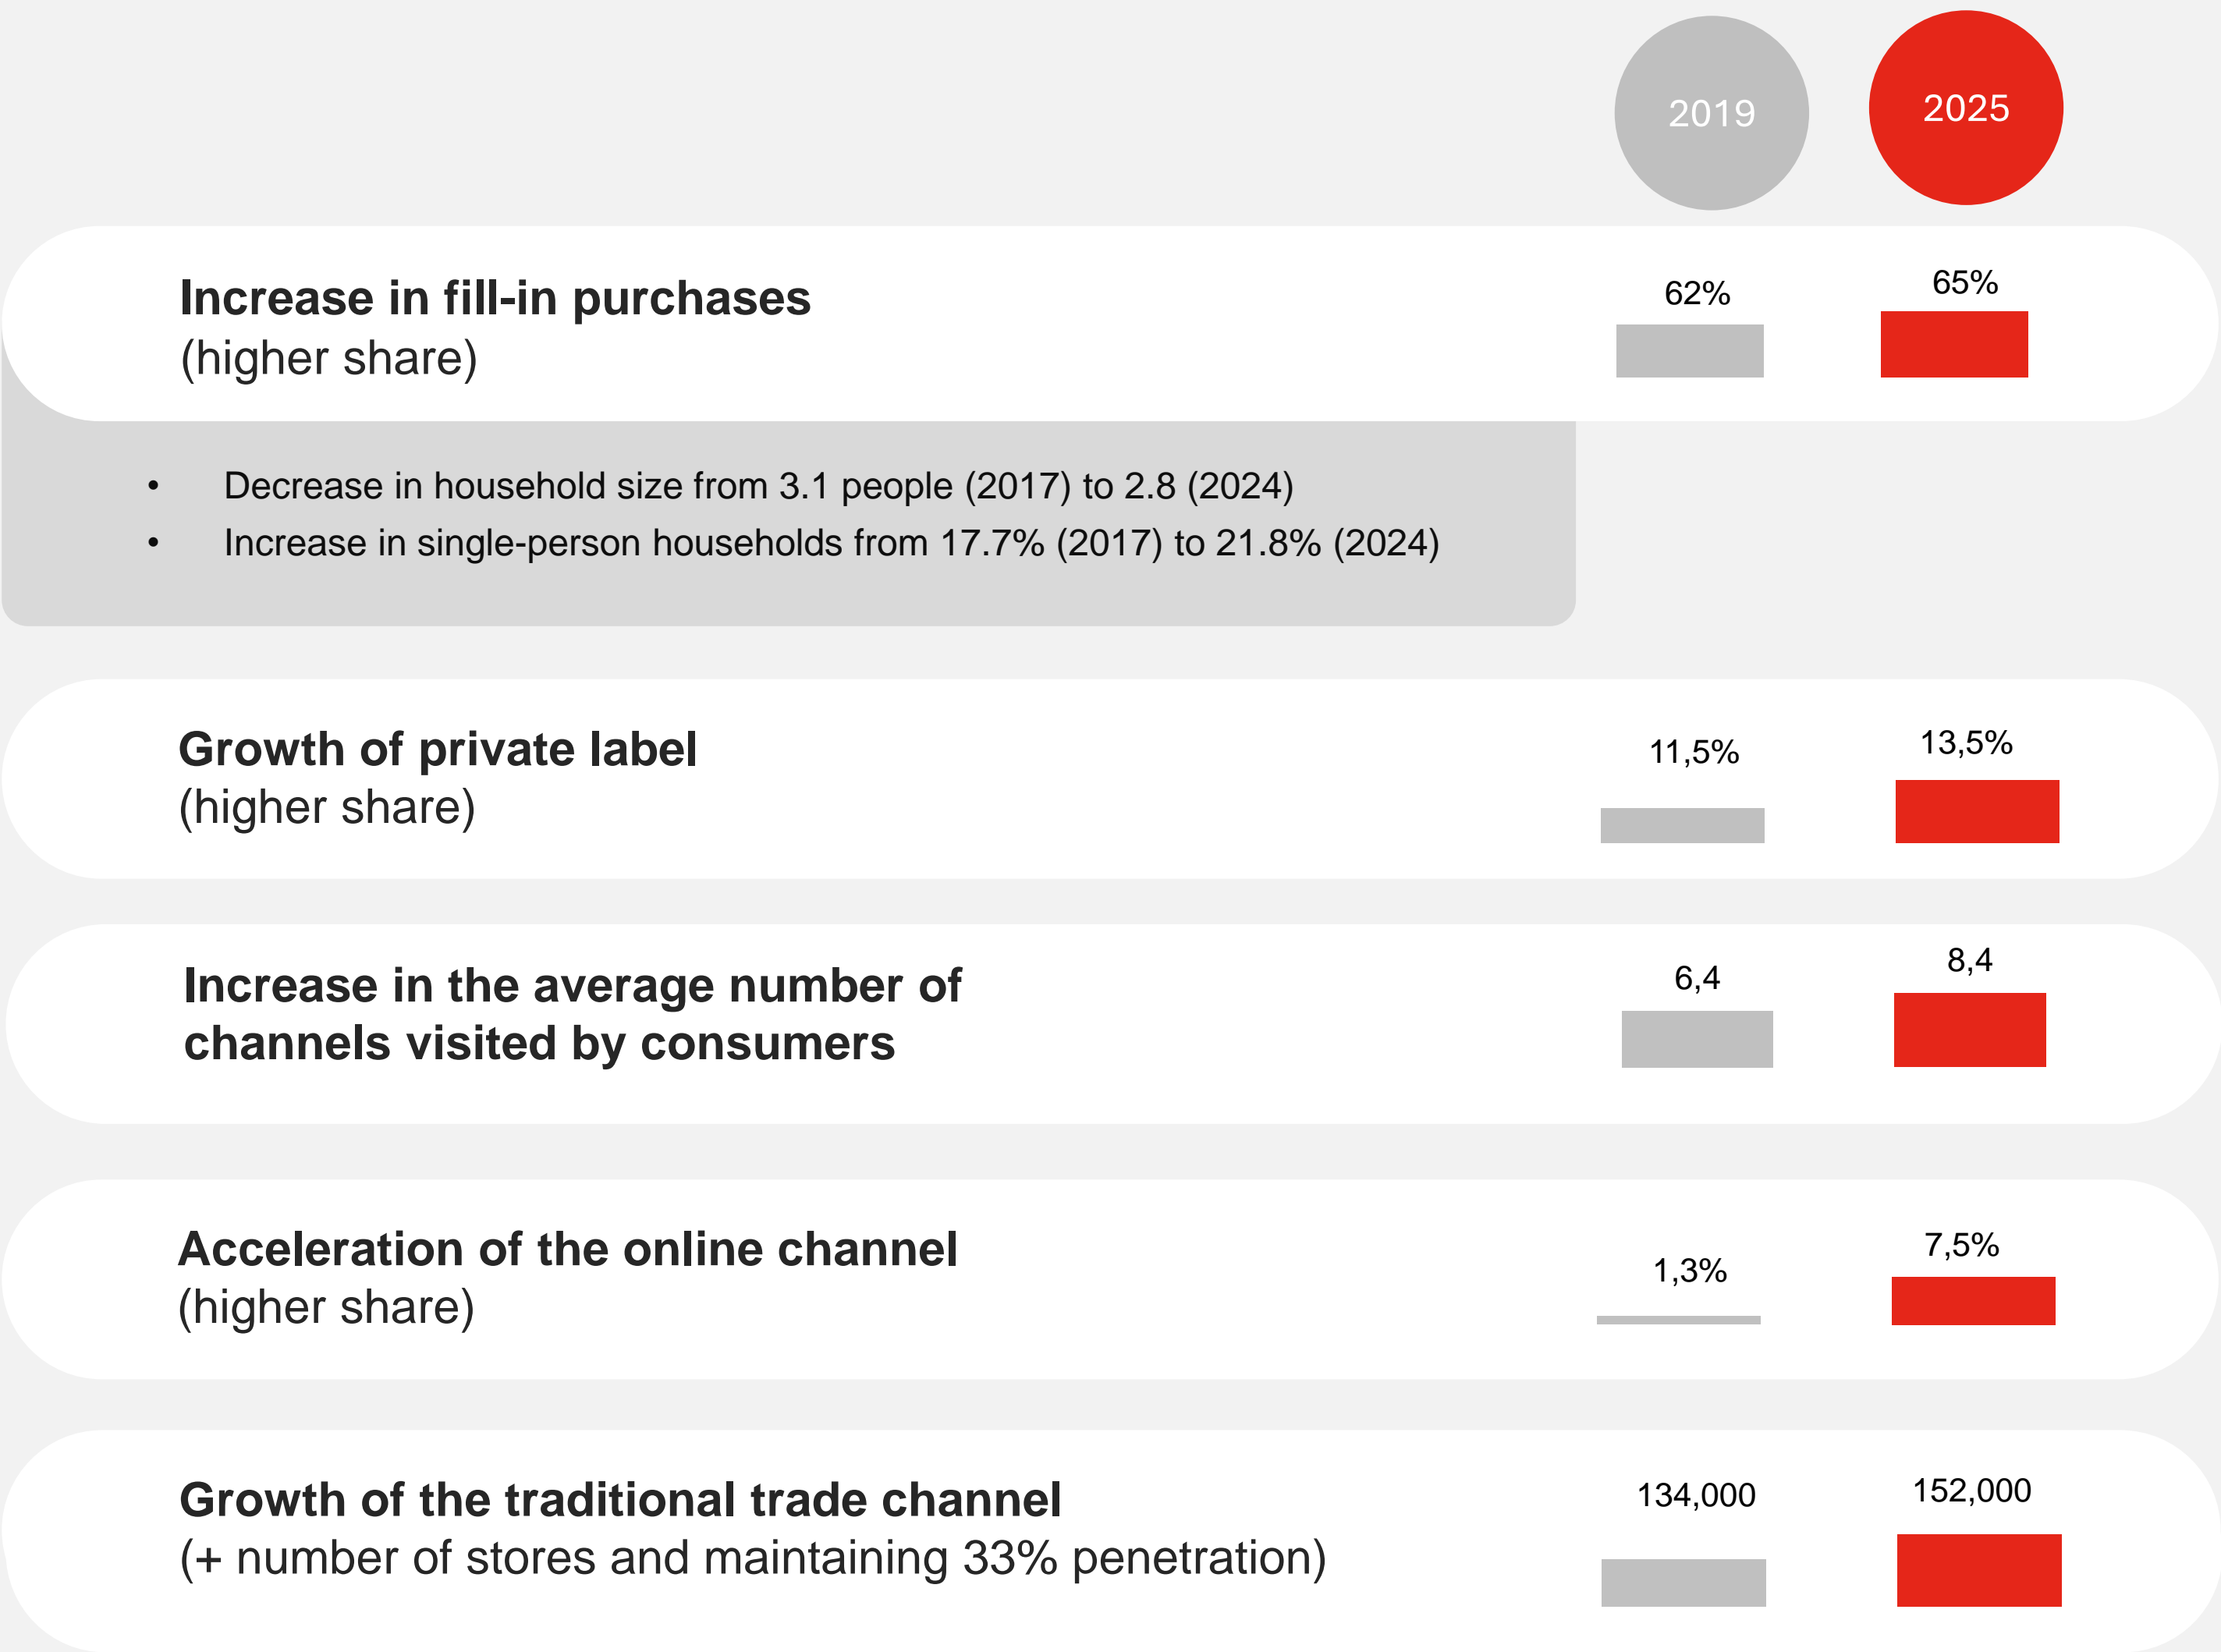 2019
2025
Increase in fill-in purchases
(higher share)
62%
65%
• Decrease in household size from 3.1 people (2017) to 2.8 (2024)
• Increase in single-person households from 17.7% (2017) to 21.8% (2024)
Growth of private label
(higher share)
11,5%
13,5%
Increase in the average number of
channels visited by consumers
6,4
8,4
Acceleration of the online channel
(higher share)
1,3%
7,5%
Growth of the traditional trade channel
(+ number of stores and maintaining 33% penetration)
134,000
152,000